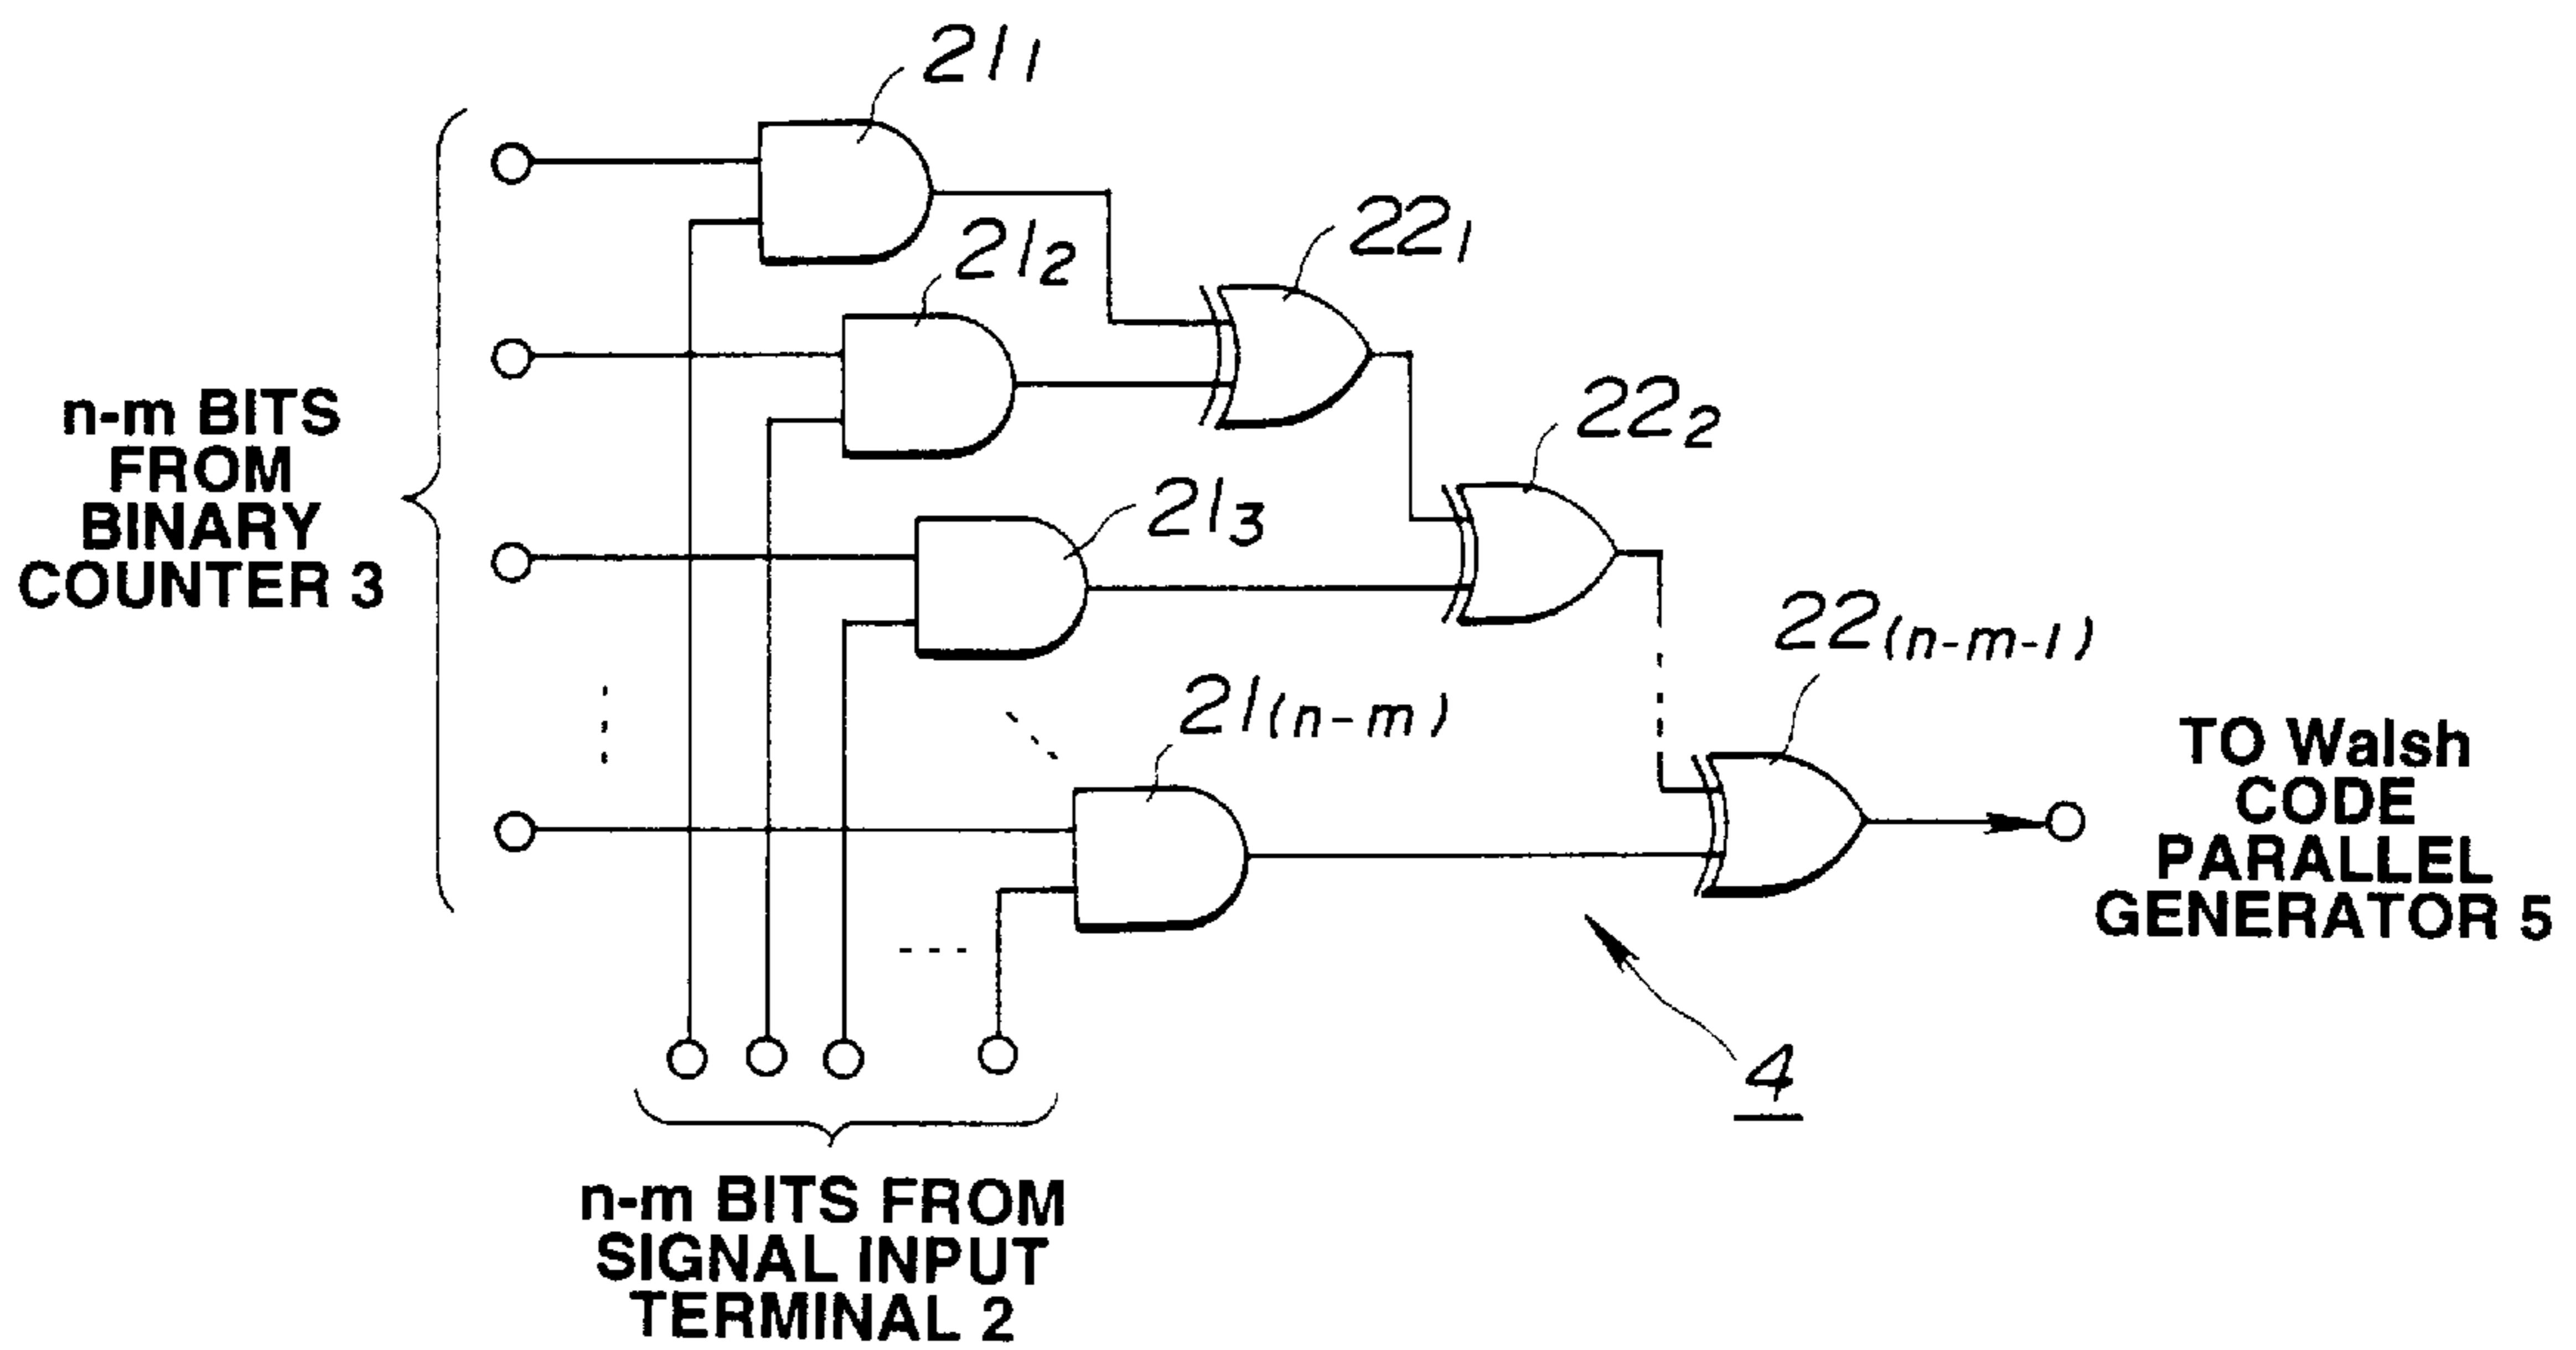 21₁
21₂
22₁
22₂
21₃
22(n-m-1)
21(n-m)
n-m BITS
FROM
BINARY
COUNTER 3
TO Walsh
CODE
PARALLEL
GENERATOR 5
4
n-m BITS FROM
SIGNAL INPUT
TERMINAL 2